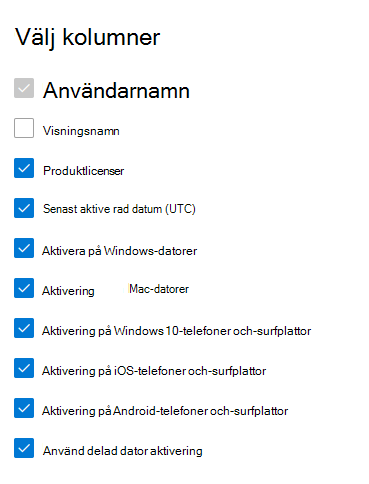 Välj kolumner
Användarnamn
Visningsnamn
Produktlicenser
Senast aktive rad datum (UTC)
Aktivera på Windows-datorer
Aktivering Mac-datorer
Aktivering på Windows 10-telefoner och-surfplattor
Aktivering på iOS-telefoner och-surfplattor
Aktivering på Android-telefoner och-surfplattor
Använd delad dator aktivering